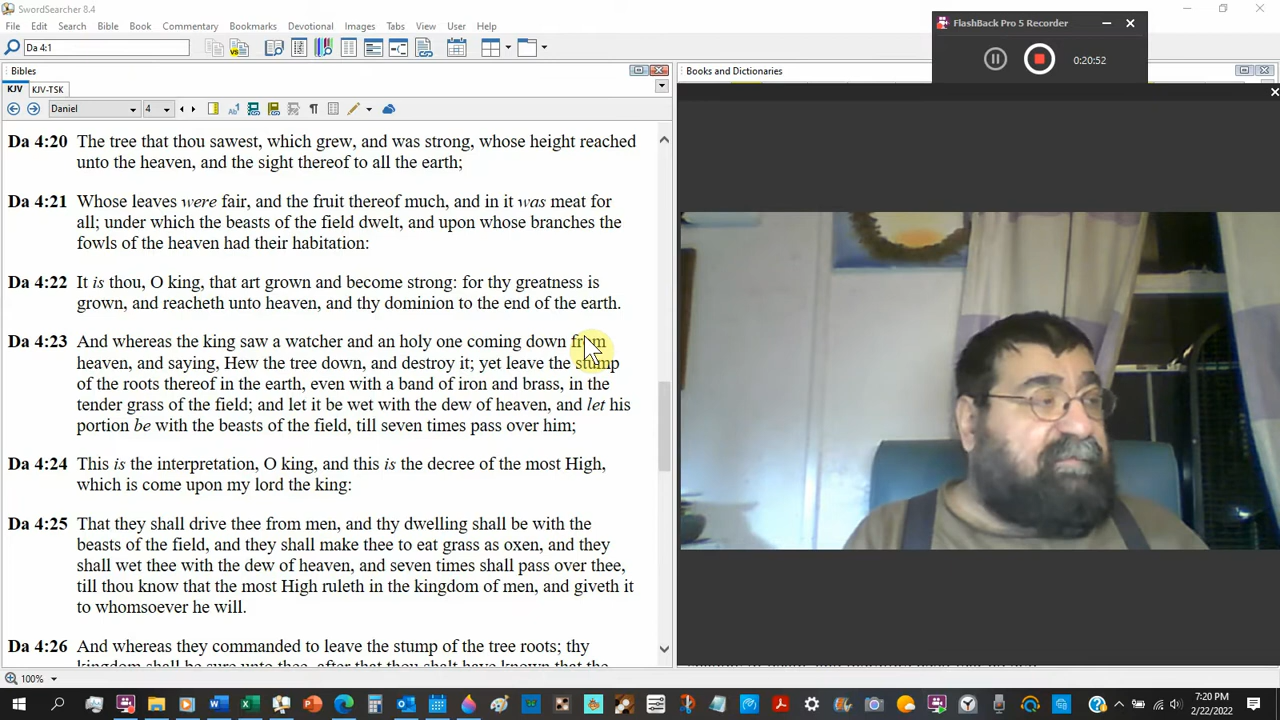 SwordSearcher 8.4
File Edit Search Bible Book Commentary Bookmarks Devotional Images Tabs View User Help
FlashBack Pro 5 Recorder
Da 4:1
0:20:52
Bibles
Books and Dictionaries
KJV KJV-TSK
Daniel 4
Da 4:20 The tree that thou sawest, which grew, and was strong, whose height reached
unto the heaven, and the sight thereof to all the earth;
Da 4:21 Whose leaves were fair, and the fruit thereof much, and in it was meat for
all; under which the beasts of the field dwelt, and upon whose branches the
fowls of the heaven had their habitation:
Da 4:22 It is thou, O king, that art grown and become strong: for thy greatness is
grown, and reacheth unto heaven, and thy dominion to the end of the earth.
Da 4:23 And whereas the king saw a watcher and an holy one coming down from
heaven, and saying, Hew the tree down, and destroy it; yet leave the stump
of the roots thereof in the earth, even with a band of iron and brass, in the
tender grass of the field; and let it be wet with the dew of heaven, and let his
portion be with the beasts of the field, till seven times pass over him;
Da 4:24 This is the interpretation, O king, and this is the decree of the most High,
which is come upon my lord the king:
Da 4:25 That they shall drive thee from men, and thy dwelling shall be with the
beasts of the field, and they shall make thee to eat grass as oxen, and they
shall wet thee with the dew of heaven, and seven times shall pass over thee,
till thou know that the most High ruleth in the kingdom of men, and giveth it
to whomsoever he will.
Da 4:26 And whereas they commanded to leave the stump of the tree roots; thy
kingdom shall be sure unto thee, after that thou shalt have known that the
100%
7:20 PM
2/22/2022